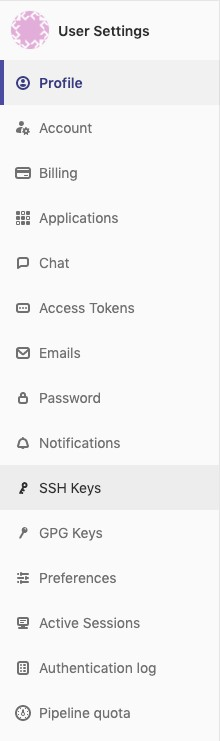 User Settings
Profile
Account
Billing
Applications
Chat
Access Tokens
Emails
Password
Notifications
SSH Keys
GPG Keys
Preferences
Active Sessions
Authentication log
Pipeline quota